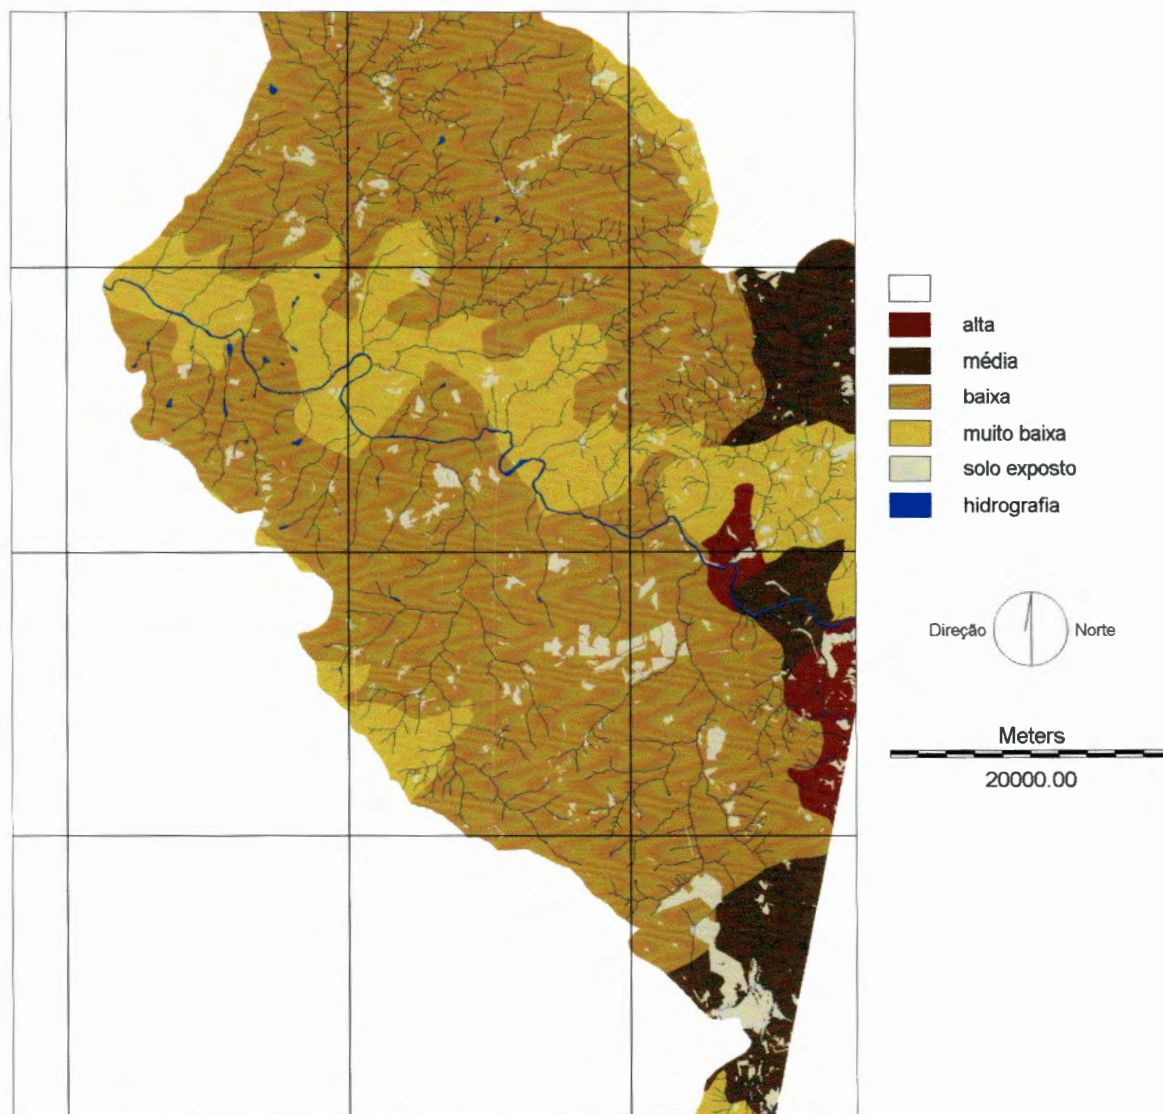 alta
média
baixa
muito baixa
solo exposto
hidrografia
Direção Norte
Meters
20000.00